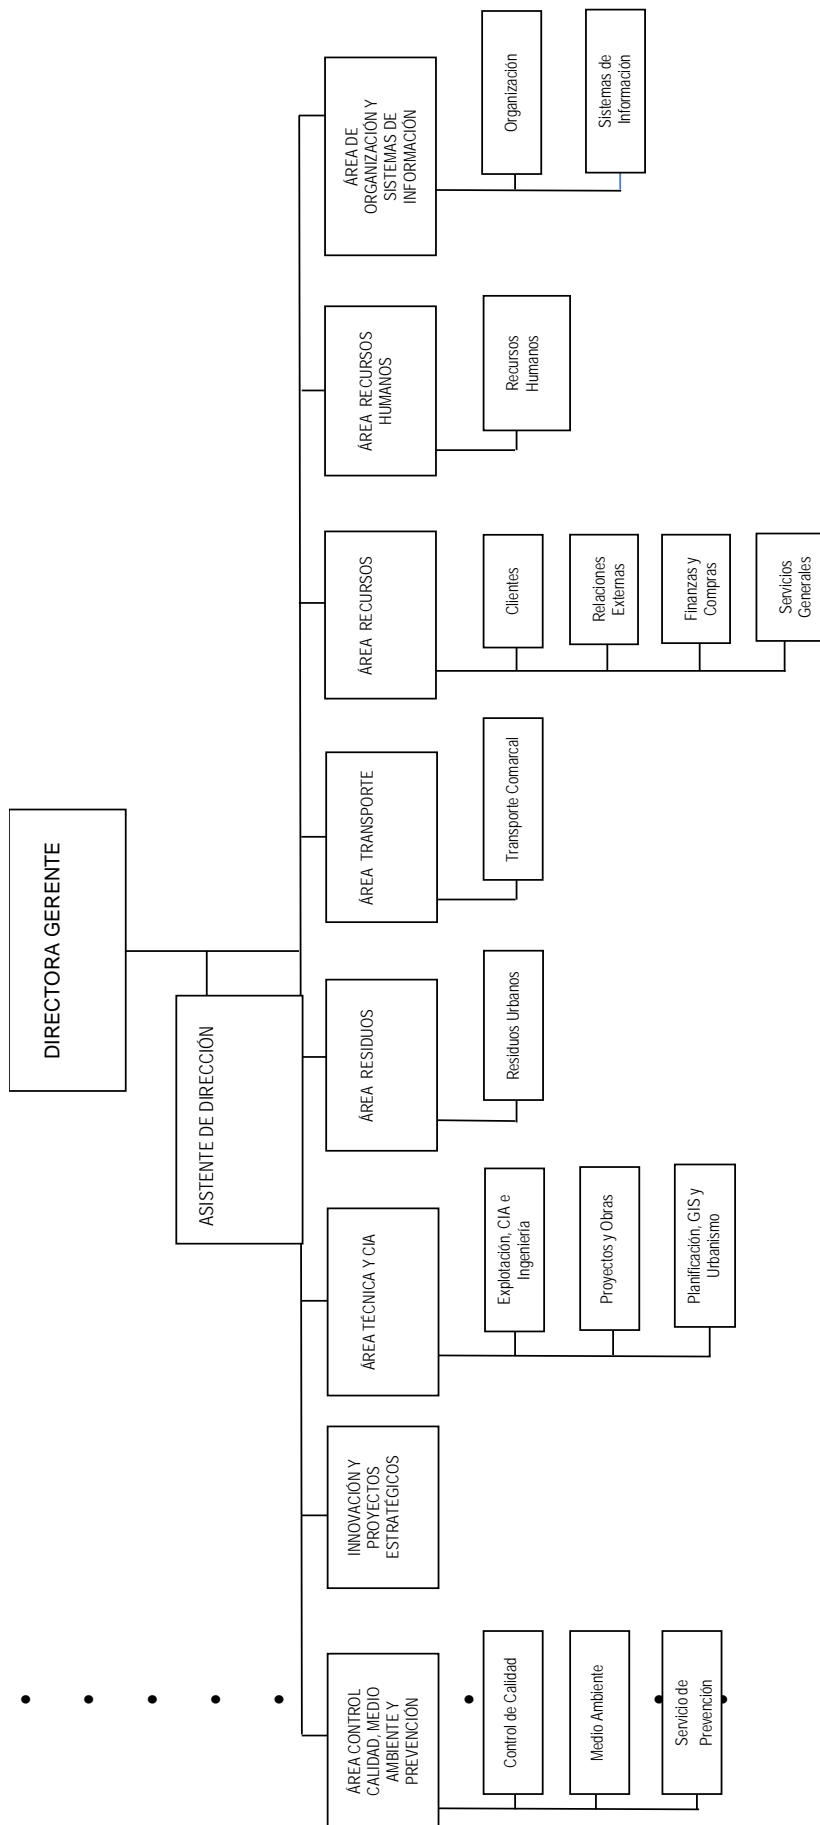 DIRECTORA GERENTE
ASISTENTE DE DIRECCIÓN
ÁREA CONTROL
CALIDAD, MEDIO
AMBIENTE Y
PREVENCIÓN
Control de Calidad
Medio Ambiente
Servicio de
Prevención
INNOVACIÓN Y
PROYECTOS
ESTRATÉGICOS
ÁREA TÉCNICA Y CIA
Explotación, CIA e
Ingeniería
Proyectos y Obras
Planificación, GIS y
Urbanismo
ÁREA RESIDUOS
Residuos Urbanos
ÁREA TRANSPORTE
Transporte Comarcal
ÁREA RECURSOS
Clientes
Relaciones
Externas
Finanzas y
Compras
Servicios
Generales
ÁREA RECURSOS
HUMANOS
Recursos
Humanos
ÁREA DE
ORGANIZACIÓN Y
SISTEMAS DE
INFORMACIÓN
Organización
Sistemas de
Información